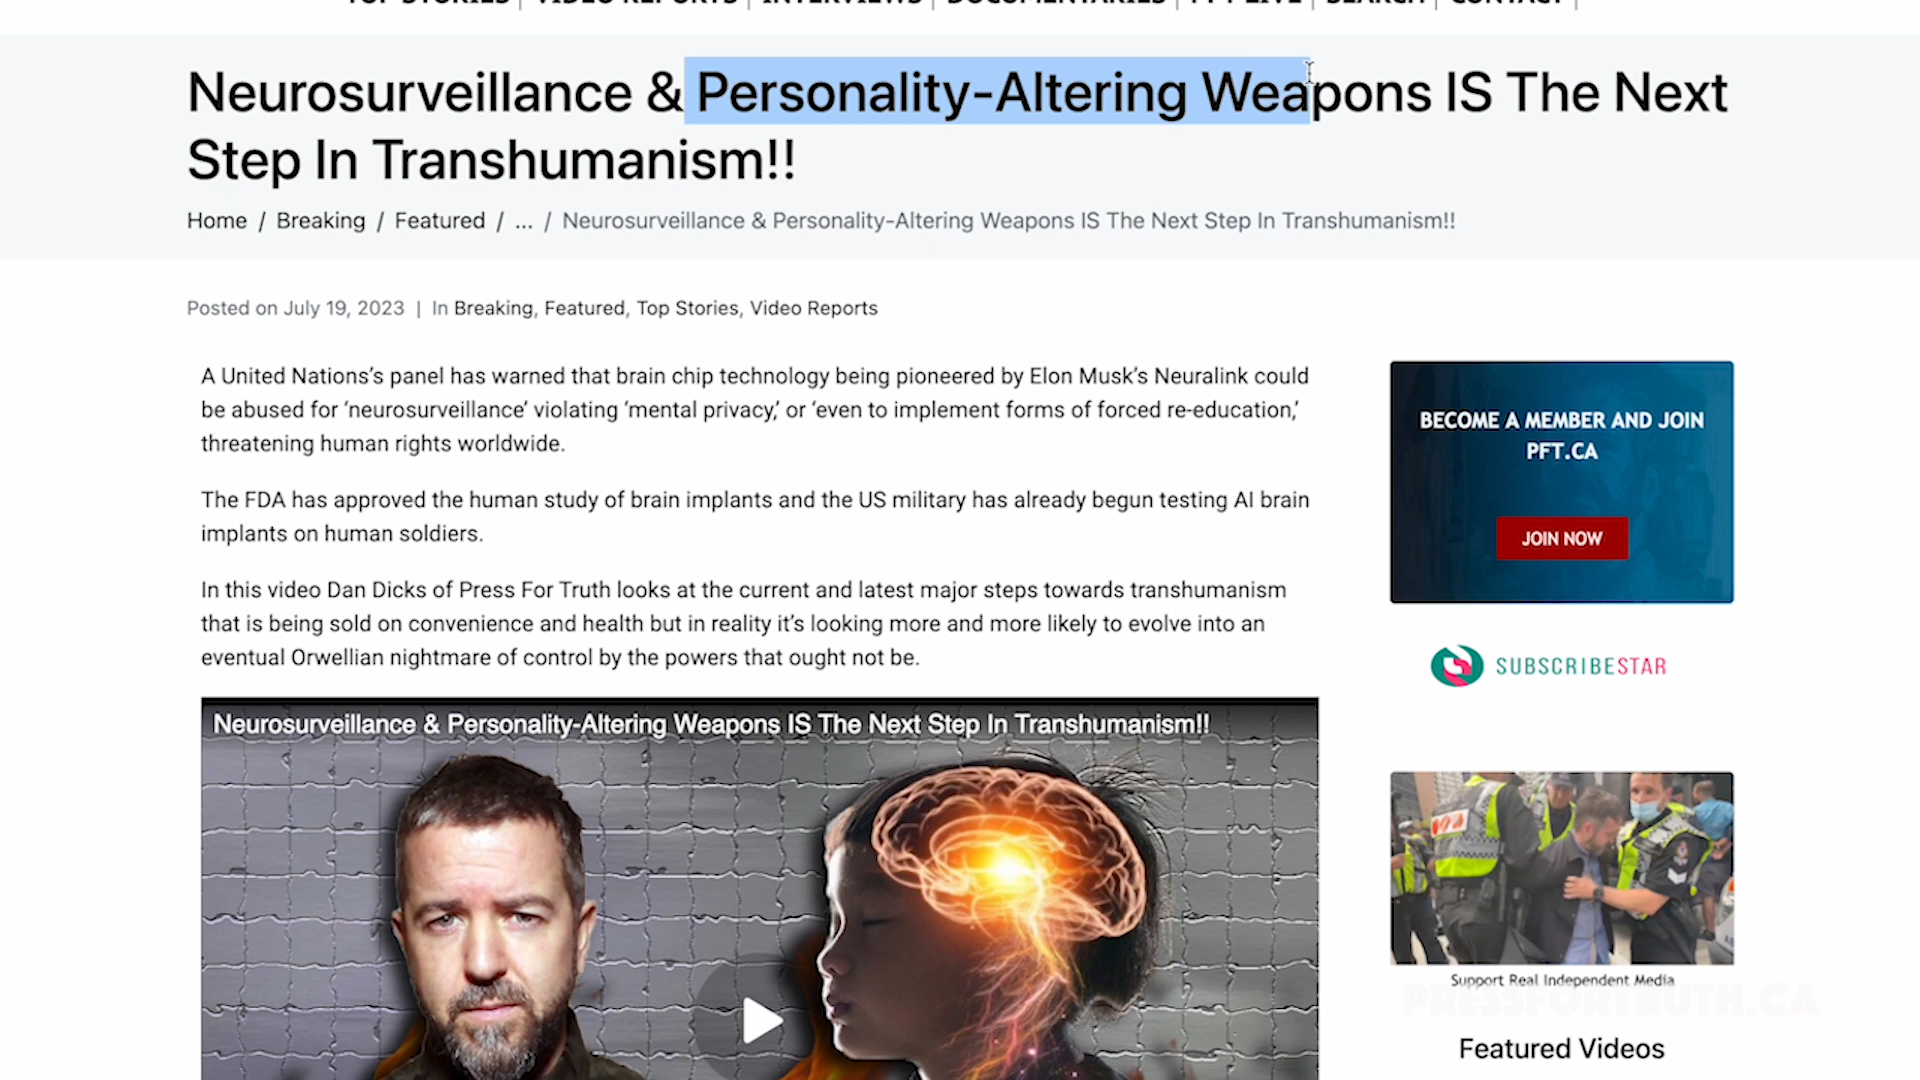 TOP STORIES | VIDEO REPORTS | INTERVIEWS | DOCUMENTARIES | PFT LIVE | SEARCH | CONTACT |
Neurosurveillance & Personality-Altering Weapons IS The Next
Step In Transhumanism!!
Home / Breaking / Featured / ... / Neurosurveillance & Personality-Altering Weapons IS The Next Step In Transhumanism!!
Posted on July 19, 2023 | In Breaking, Featured, Top Stories, Video Reports
A United Nations’s panel has warned that brain chip technology being pioneered by Elon Musk’s Neuralink could
be abused for ‘neurosurveillance’ violating ‘mental privacy,’ or ‘even to implement forms of forced re-education,’
threatening human rights worldwide.
The FDA has approved the human study of brain implants and the US military has already begun testing AI brain
implants on human soldiers.
In this video Dan Dicks of Press For Truth looks at the current and latest major steps towards transhumanism
that is being sold on convenience and health but in reality it’s looking more and more likely to evolve into an
eventual Orwellian nightmare of control by the powers that ought not be.
Neurosurveillance & Personality-Altering Weapons IS The Next Step In Transhumanism!!
BECOME A MEMBER AND JOIN
PFT.CA
JOIN NOW
SUBSCRIBESTAR
Support Real Independent Media
PRESSFORTRUTH.CA
Featured Videos